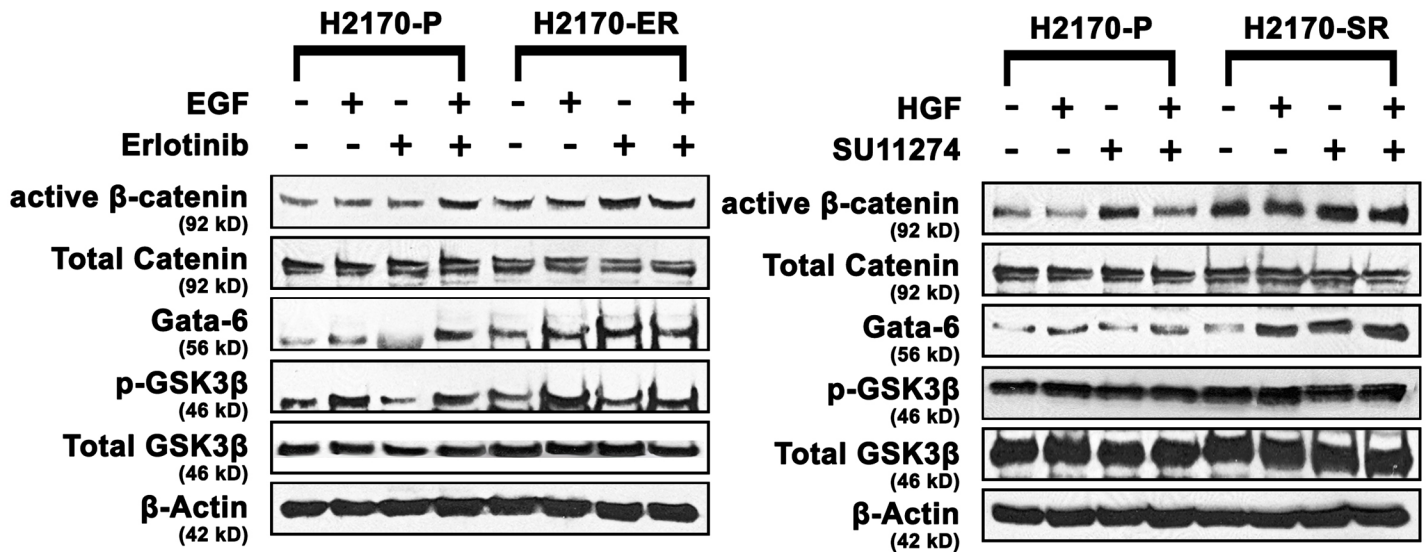 H2170-P H2170-ER
EGF - + - + - + - +
Erlotinib - - + + - - + +
active β-catenin
(92 kD)
Total Catenin
(92 kD)
Gata-6
(56 kD)
p-GSK3β
(46 kD)
Total GSK3β
(46 kD)
β-Actin
(42 kD)
H2170-P H2170-SR
HGF - + - + - + - +
SU11274 - - + + - - + +
active β-catenin
(92 kD)
Total Catenin
(92 kD)
Gata-6
(56 kD)
p-GSK3β
(46 kD)
Total GSK3β
(46 kD)
β-Actin
(42 kD)